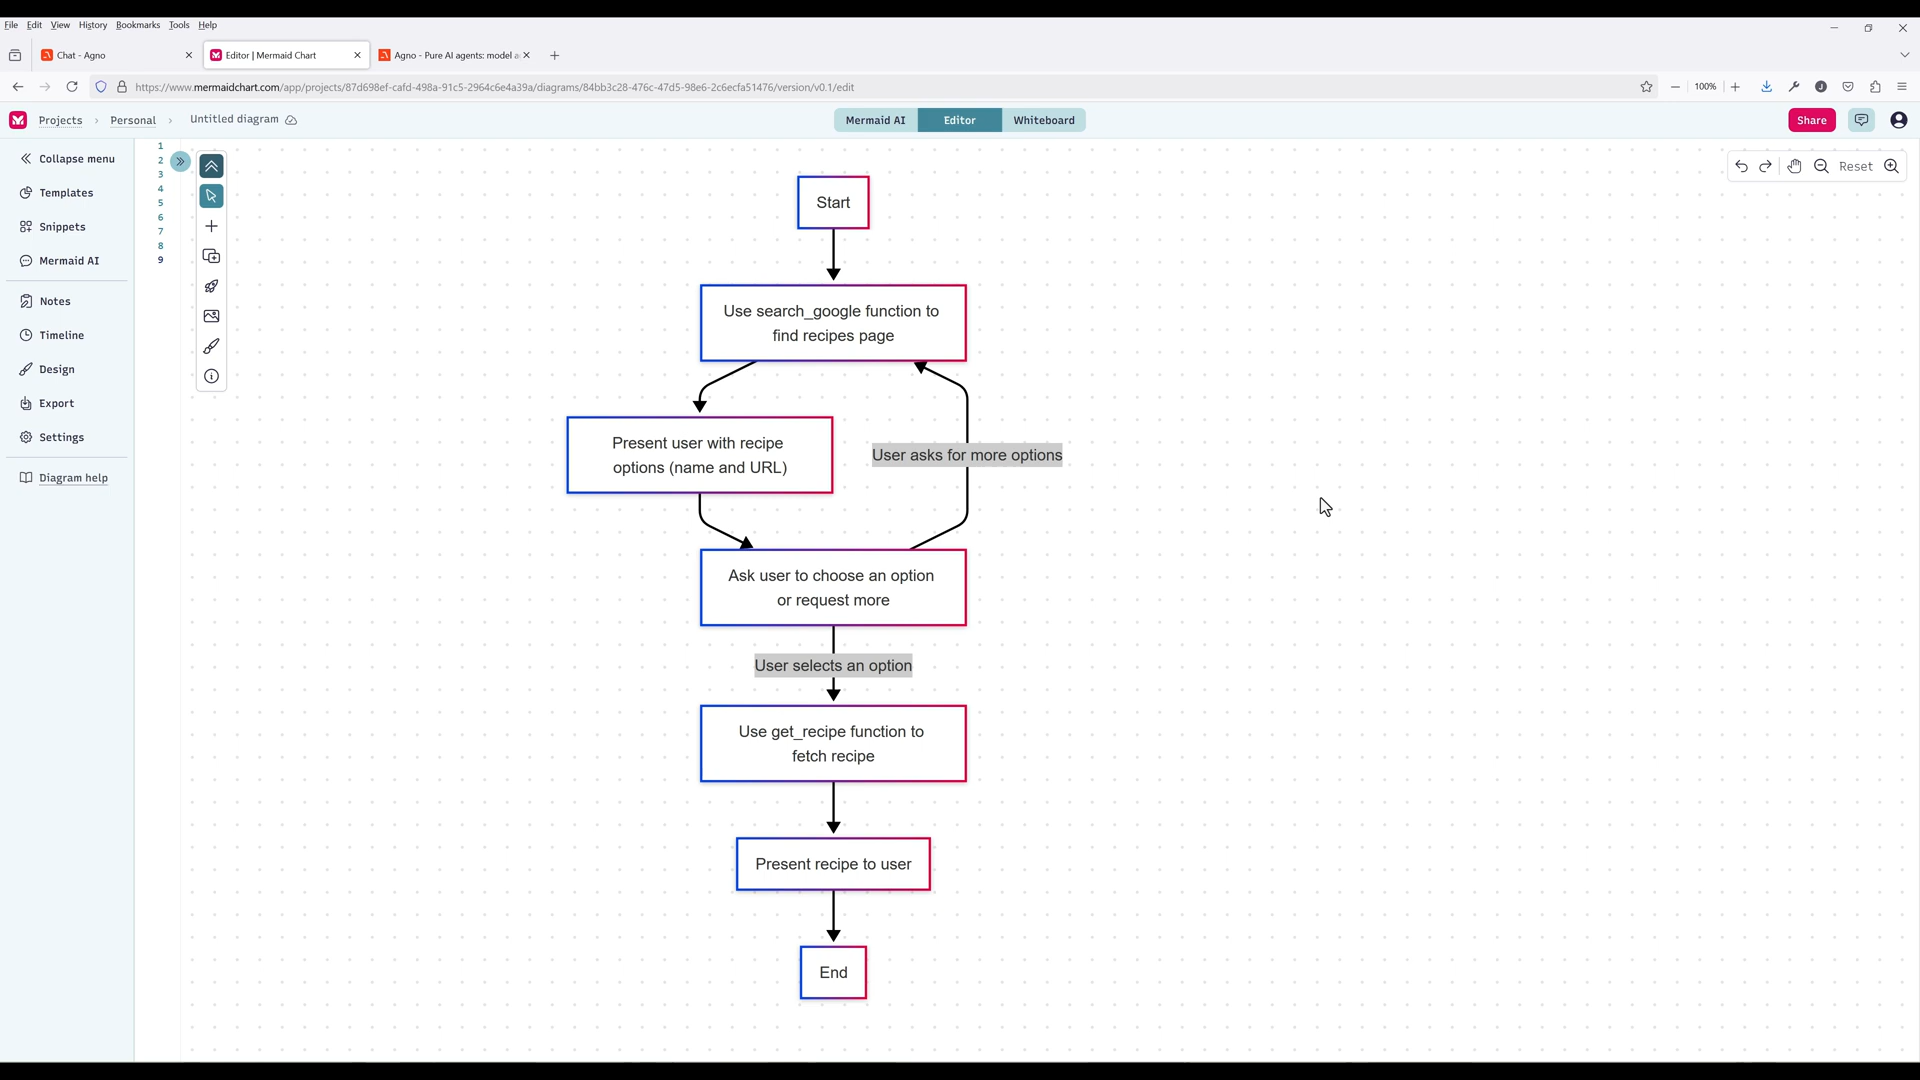 File Edit View History Bookmarks Tools Help
Chat - Agno
Editor | Mermaid Chart
Agno - Pure AI agents: model a
https://www.mermaidchart.com/app/projects/87d698ef-cafd-498a-91c5-2964c6e4a39a/diagrams/84bb3c28-476c-47d5-98e6-2c6ecfa51476/version/v0.1/edit
100%
Projects > Personal > Untitled diagram
Mermaid AI Editor Whiteboard
Share
Collapse menu
Templates
Snippets
Mermaid AI
Notes
Timeline
Design
Export
Settings
Diagram help
1
2
3
4
5
6
7
8
9
Reset
Start
Use search_google function to
find recipes page
Present user with recipe
options (name and URL)
User asks for more options
Ask user to choose an option
or request more
User selects an option
Use get_recipe function to
fetch recipe
Present recipe to user
End